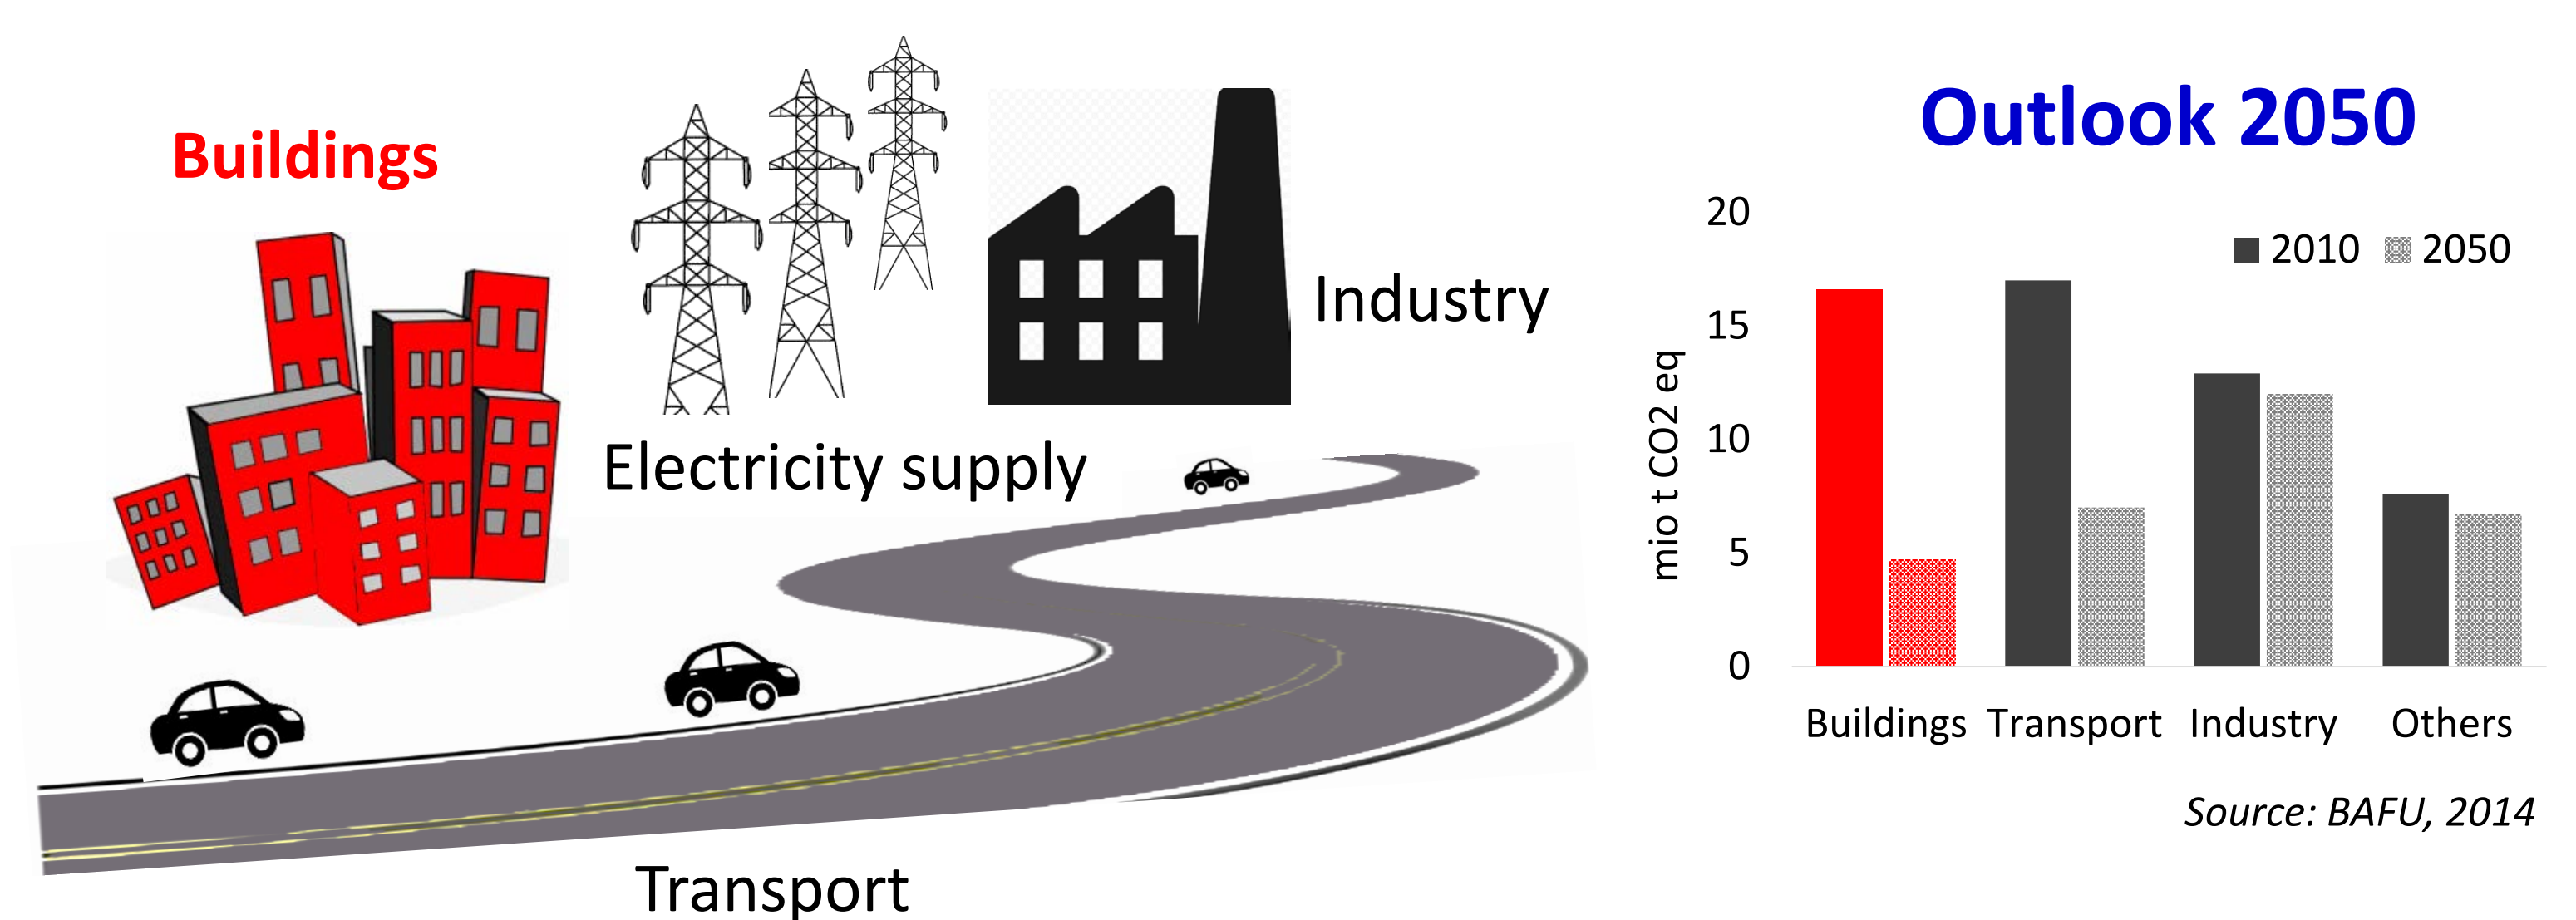 Buildings
Electricity supply
Industry
Transport
Outlook 2050
mio t CO2 eq
20
15
10
5
0
2010 2050
Buildings Transport Industry Others
Source: BAFU, 2014